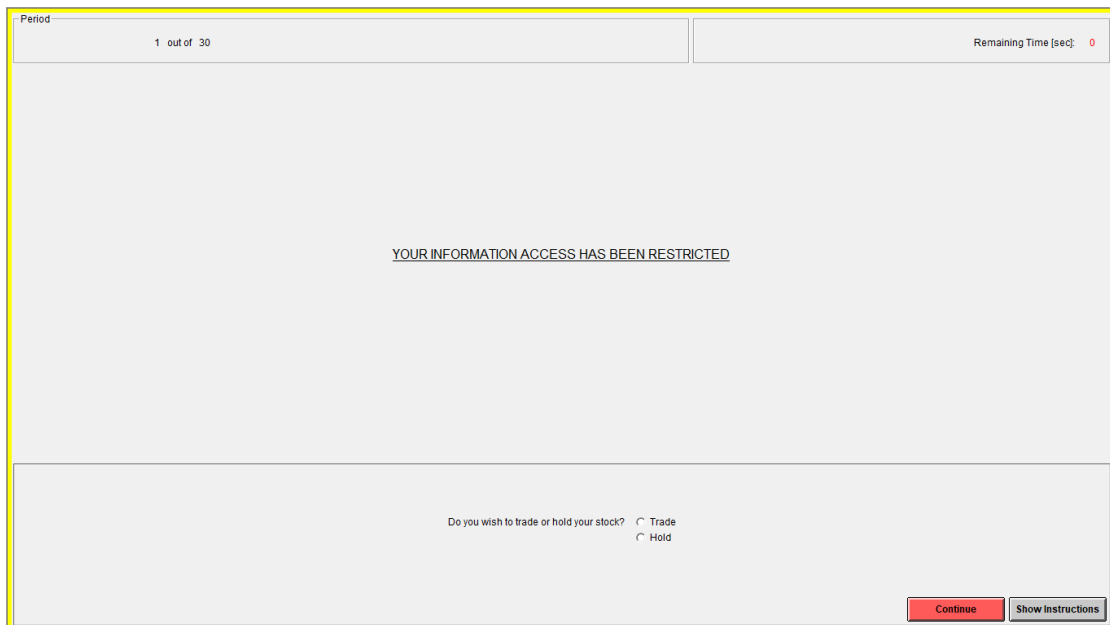 Period
1 out of 30
Remaining Time [sec]: 0
YOUR INFORMATION ACCESS HAS BEEN RESTRICTED
Do you wish to trade or hold your stock? Trade
Hold
Continue Show Instructions